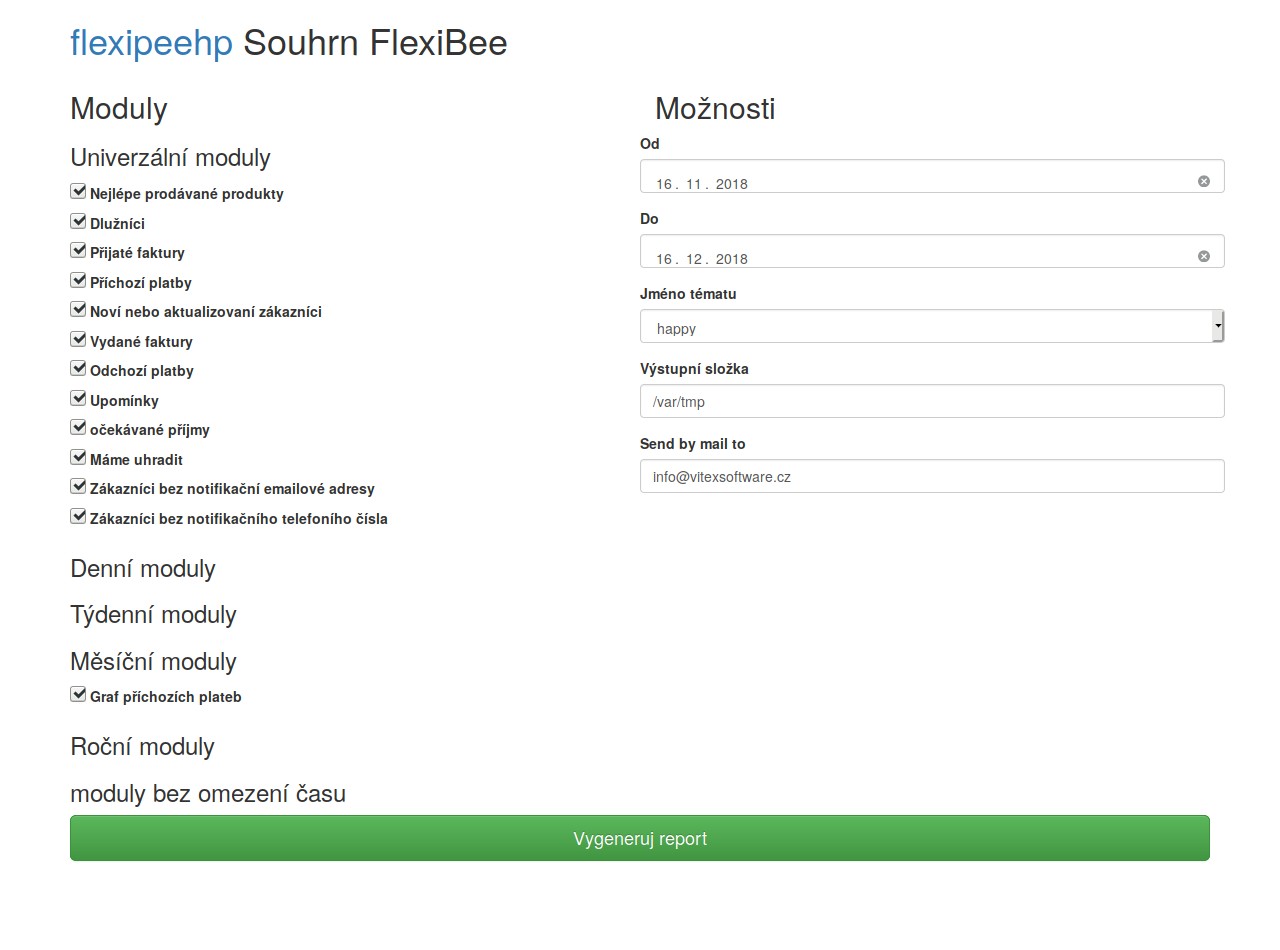 flexipeehp Souhrn FlexiBee
Moduly
Univerzální moduly
Nejlépe prodávané produkty
Dlužníci
Přijaté faktury
Příchozí platby
Noví nebo aktualizovaní zákazníci
Vydané faktury
Odchozí platby
Upomínky
očekávané příjmy
Máme uhradit
Zákazníci bez notifikační emailové adresy
Zákazníci bez notifikačního telefoního čísla
Denní moduly
Týdenní moduly
Měsíční moduly
Graf příchozích plateb
Roční moduly
moduly bez omezení času
Možnosti
Od
16. 11. 2018
Do
16. 12. 2018
Jméno tématu
happy
Výstupní složka
/var/tmp
Send by mail to
info@vitexsoftware.cz
Vygeneruj report